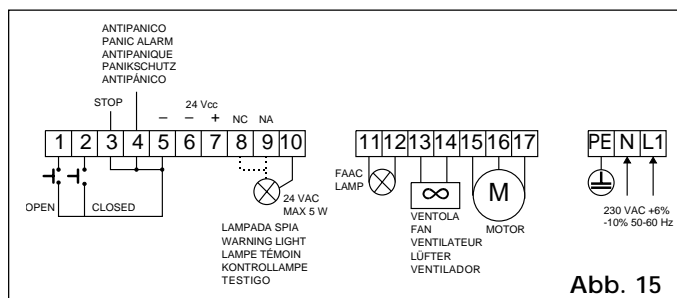 ANTIPANICO
PANIC ALARM
ANTIPANIQUE
PANIKSCHUTZ
ANTIPÁNICO
STOP
24 Vcc
– – + NC NA
1 2 3 4 5 6 7 8 9 10
11 12 13 14 15 16 17
PE N L1
OPEN
CLOSED
24 VAC
MAX 5 W
LAMPADA SPIA
WARNING LIGHT
LAMPE TÉMOIN
KONTROLLAMPE
TESTIGO
FAAC
LAMP
VENTOLA
FAN
VENTILATEUR
LÜFTER
VENTILADOR
M
MOTOR
230 VAC +6%
-10% 50-60 Hz
Abb. 15